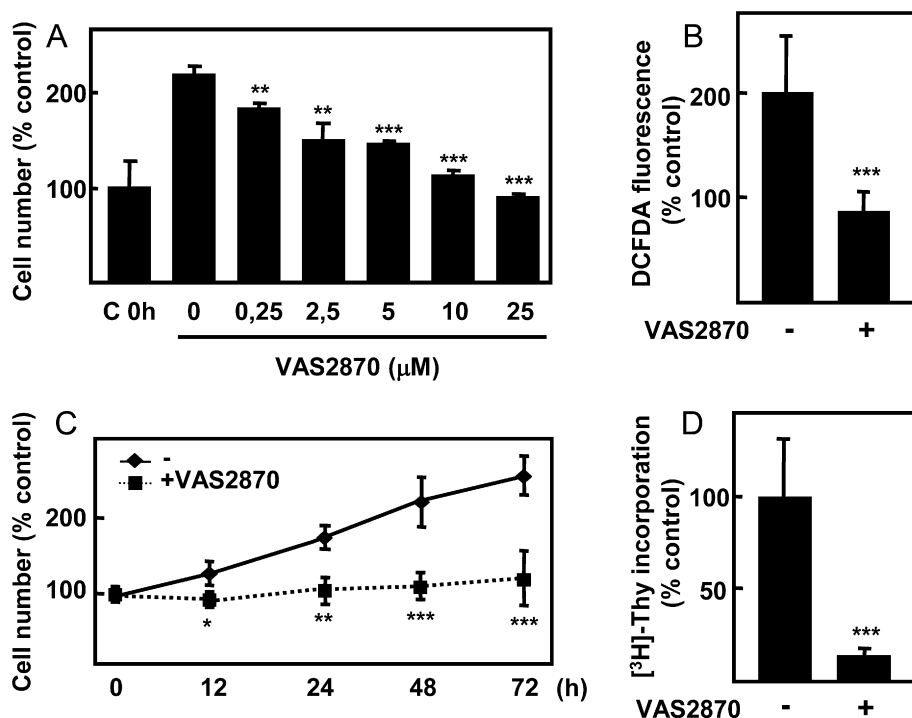 A
Cell number (% control)
200
100
** ** *** *** ***
C 0h 0 0,25 2,5 5 10 25
VAS2870 (μM)
B
DCFDA fluorescence
(% control)
200
100
***
VAS2870 - +
C
Cell number (% control)
-
+VAS2870
200
100
* ** *** ***
0 12 24 48 72 (h)
D
[³H]-Thy incorporation
(% control)
100
50
***
VAS2870 - +